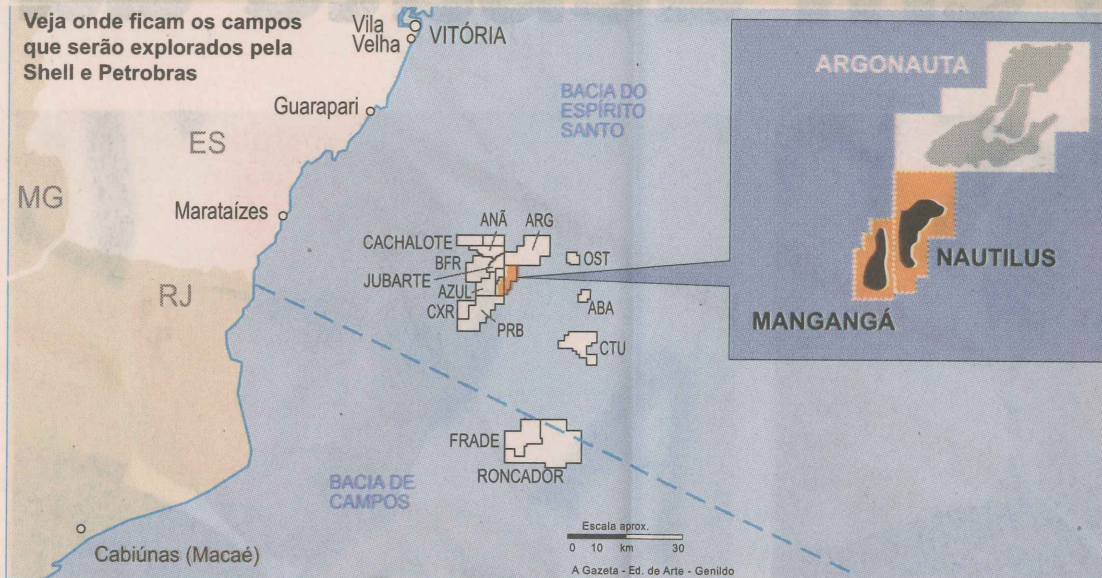 Veja onde ficam os campos
que serão explorados pela
Shell e Petrobras
Vila
Velha
VITÓRIA
Guarapari
BACIA DO
ESPÍRITO
SANTO
ES
MG
Marataízes
RJ
ANÃ
ARG
CACHALOTE
BFR
OST
JUBARTE
AZUL
ABA
CXR
PRB
CTU
FRADE
RONCADOR
BACIA DE
CAMPOS
Cabiúnas (Macaé)
ARGONAUTA
NAUTILUS
MANGANGÁ
Escala aprox.
0 10 km 30
A Gazeta - Ed. de Arte - Genildo